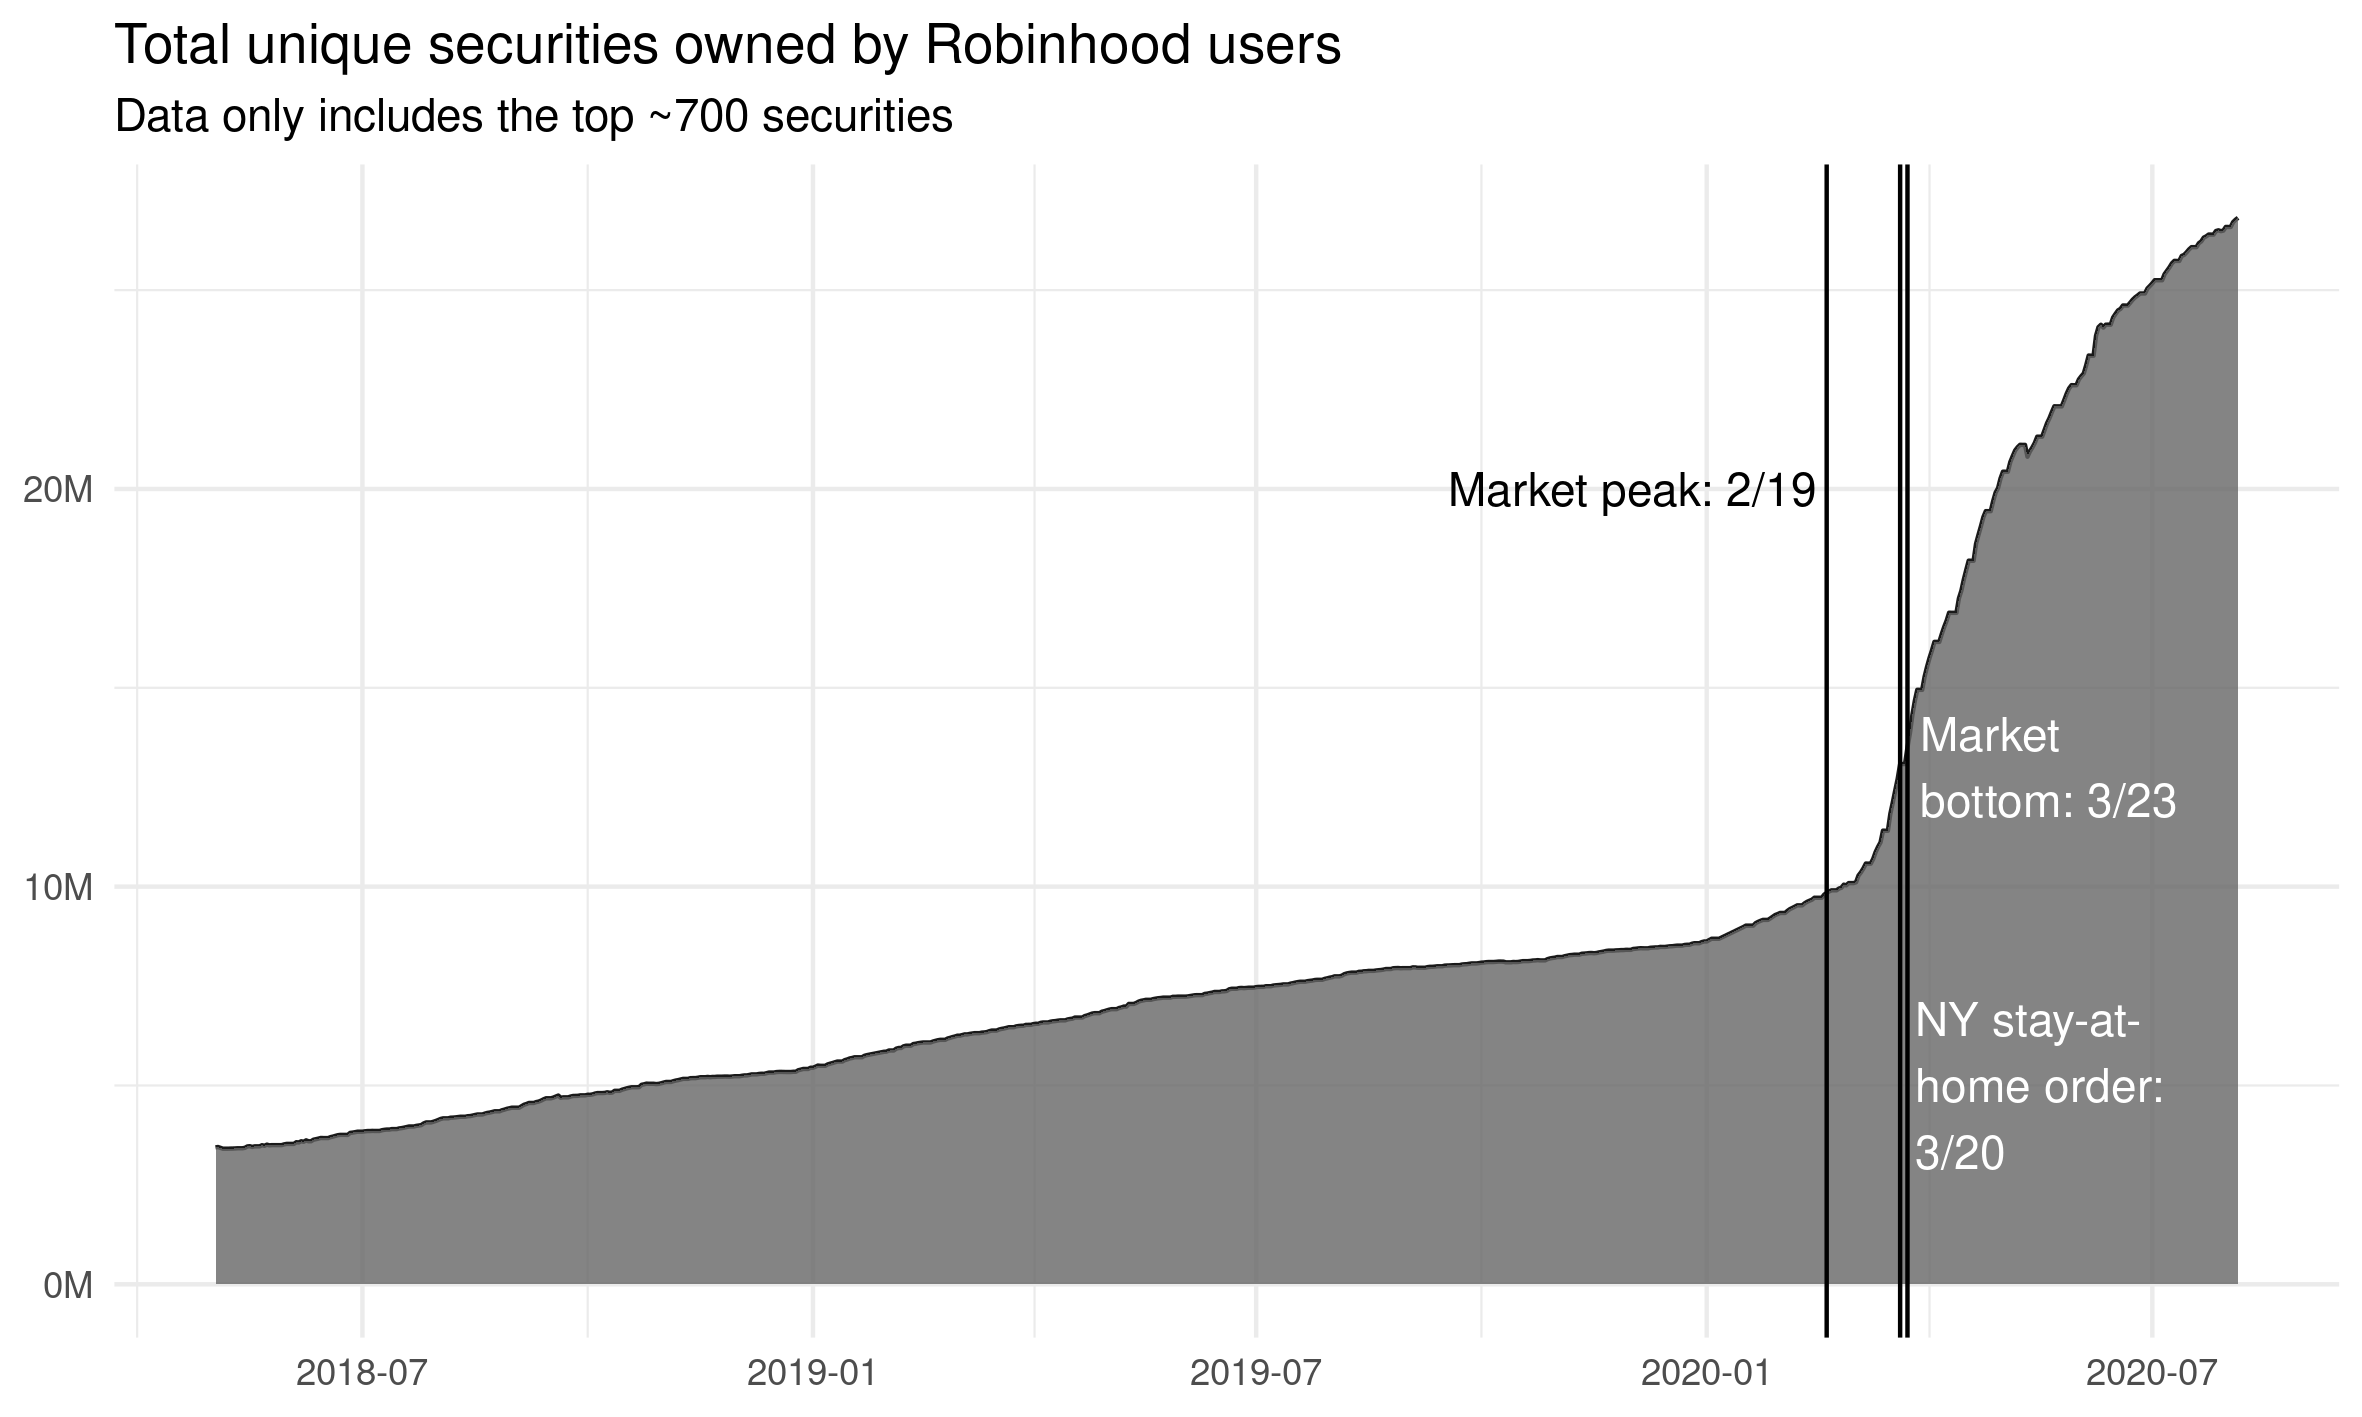 Total unique securities owned by Robinhood users
Data only includes the top ~700 securities
20M
10M
0M
Market peak: 2/19
Market
bottom: 3/23
NY stay-at-
home order:
3/20
2018-07
2019-01
2019-07
2020-01
2020-07